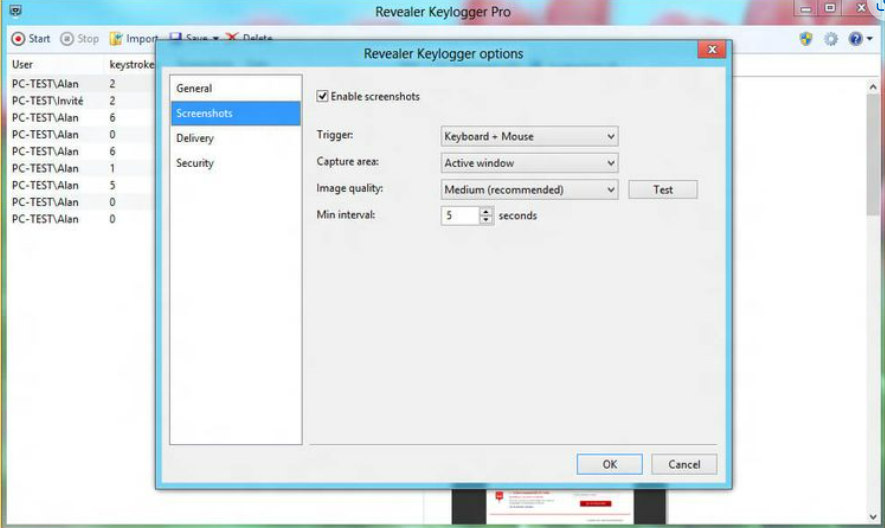 Revealer Keylogger Pro
Start Stop Import Save Delete
User keystroke
PC-TEST\Alan 2
PC-TEST\Invité 2
PC-TEST\Alan 6
PC-TEST\Alan 0
PC-TEST\Alan 6
PC-TEST\Alan 1
PC-TEST\Alan 5
PC-TEST\Alan 0
PC-TEST\Alan 0
Revealer Keylogger options
General
Screenshots
Delivery
Security
Enable screenshots
Trigger: Keyboard + Mouse
Capture area: Active window
Image quality: Medium (recommended) Test
Min interval: 5 seconds
OK Cancel